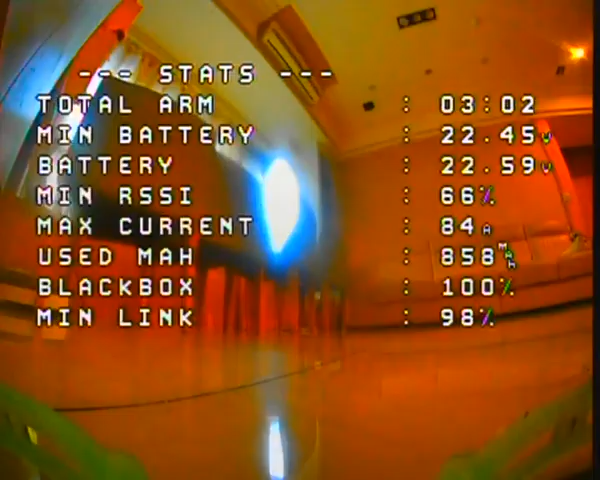 --- STATS ---
TOTAL ARM : 03:02
MIN BATTERY : 22.45V
BATTERY : 22.59V
MIN RSSI : 66%
MAX CURRENT : 84A
USED MAH : 858MAH
BLACKBOX : 100%
MIN LINK : 98%